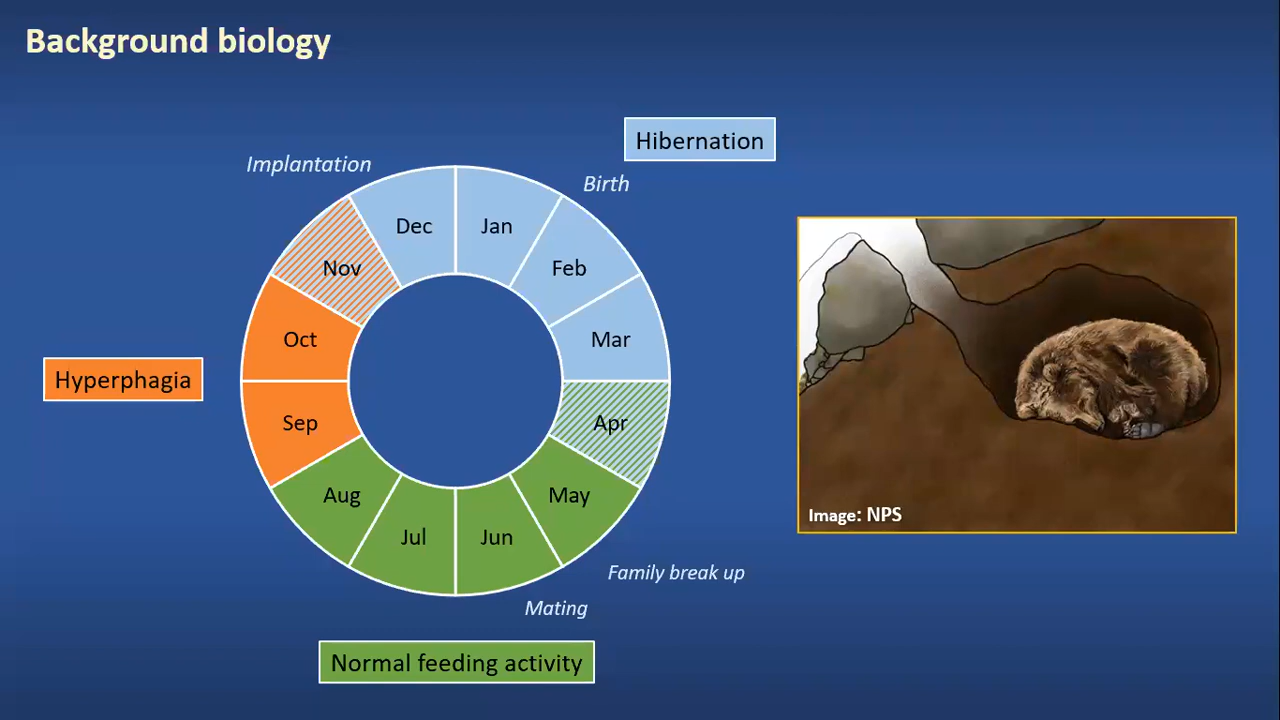 Background biology
Hibernation
Implantation
Birth
Dec
Jan
Nov
Feb
Oct
Mar
Hyperphagia
Sep
Apr
Aug
May
Jul
Jun
Image: NPS
Family break up
Mating
Normal feeding activity